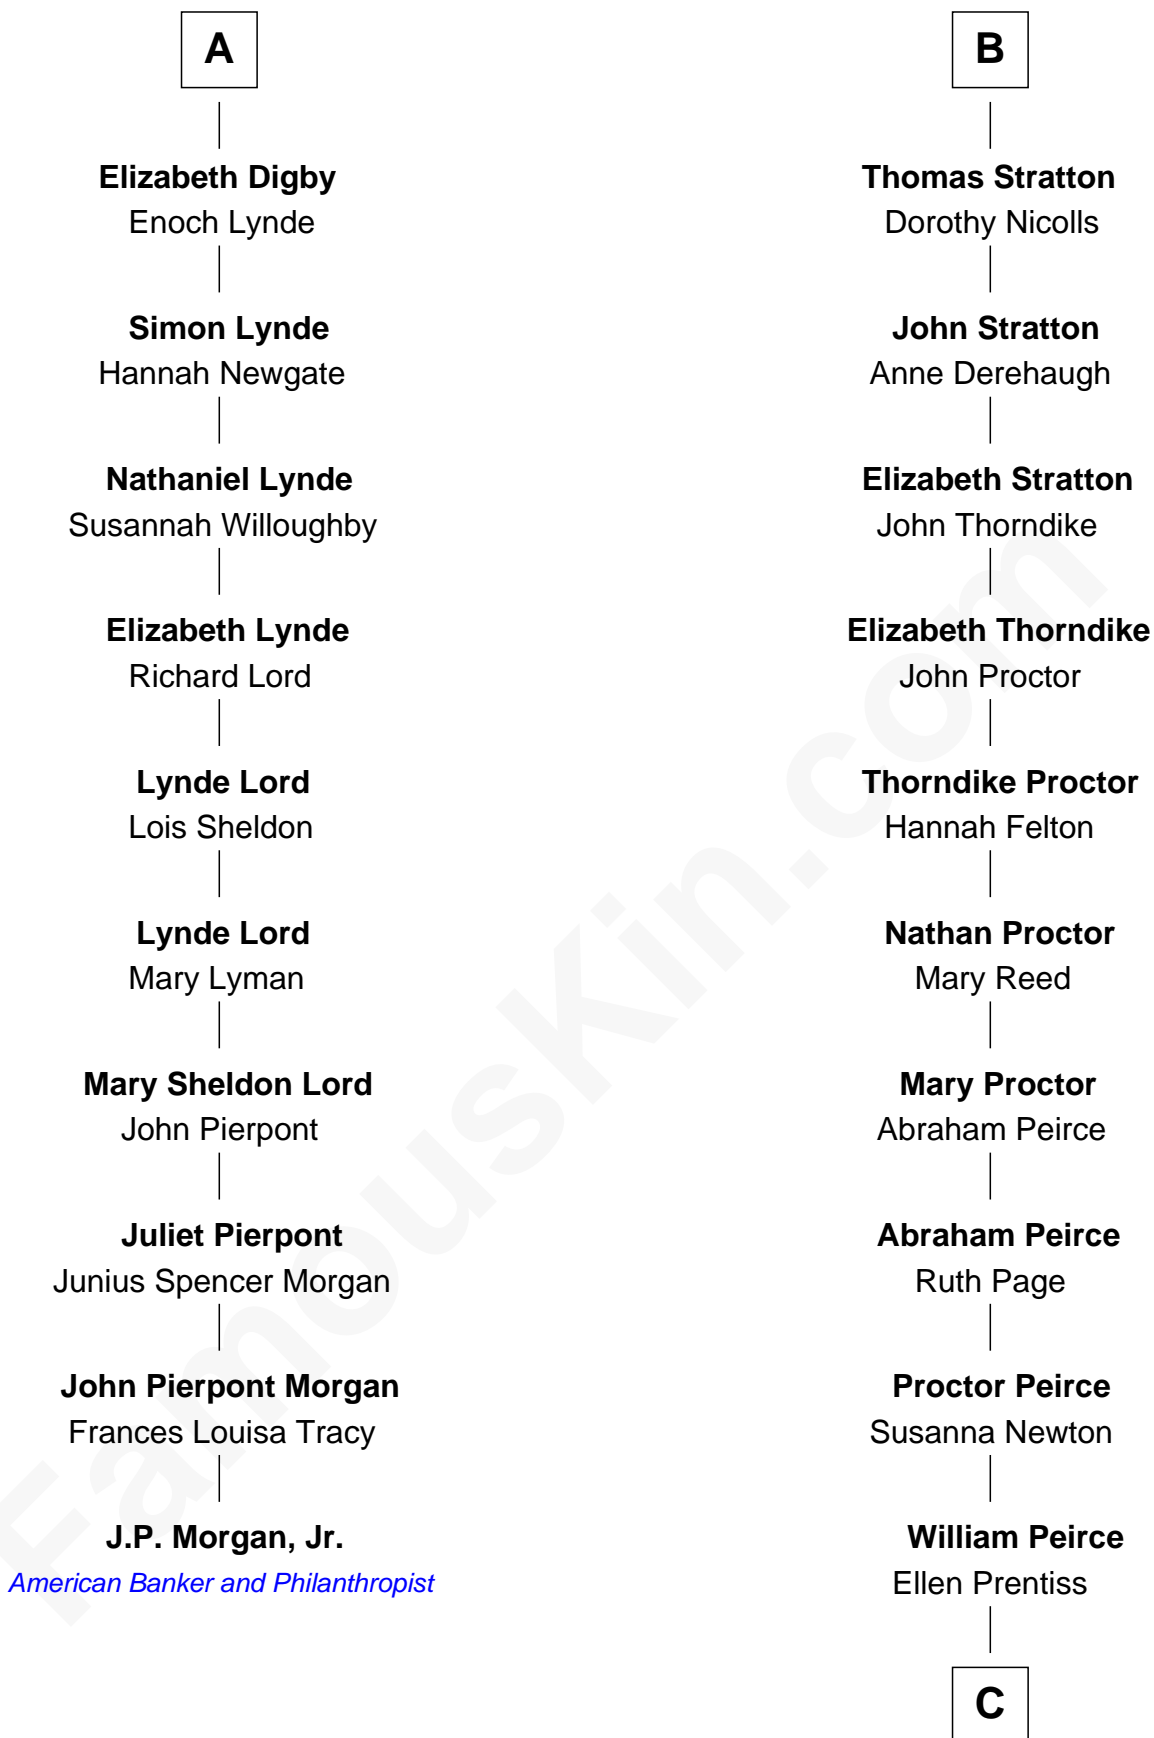 A
Elizabeth Digby
Enoch Lynde
Simon Lynde
Hannah Newgate
Nathaniel Lynde
Susannah Willoughby
Elizabeth Lynde
Richard Lord
Lynde Lord
Lois Sheldon
Lynde Lord
Mary Lyman
Mary Sheldon Lord
John Pierpont
Juliet Pierpont
Junius Spencer Morgan
John Pierpont Morgan
Frances Louisa Tracy
J.P. Morgan, Jr.
American Banker and Philanthropist
B
Thomas Stratton
Dorothy Nicolls
John Stratton
Anne Derehaugh
Elizabeth Stratton
John Thorndike
Elizabeth Thorndike
John Proctor
Thorndike Proctor
Hannah Felton
Nathan Proctor
Mary Reed
Mary Proctor
Abraham Peirce
Abraham Peirce
Ruth Page
Proctor Peirce
Susanna Newton
William Peirce
Ellen Prentiss
C
FamousKin.com